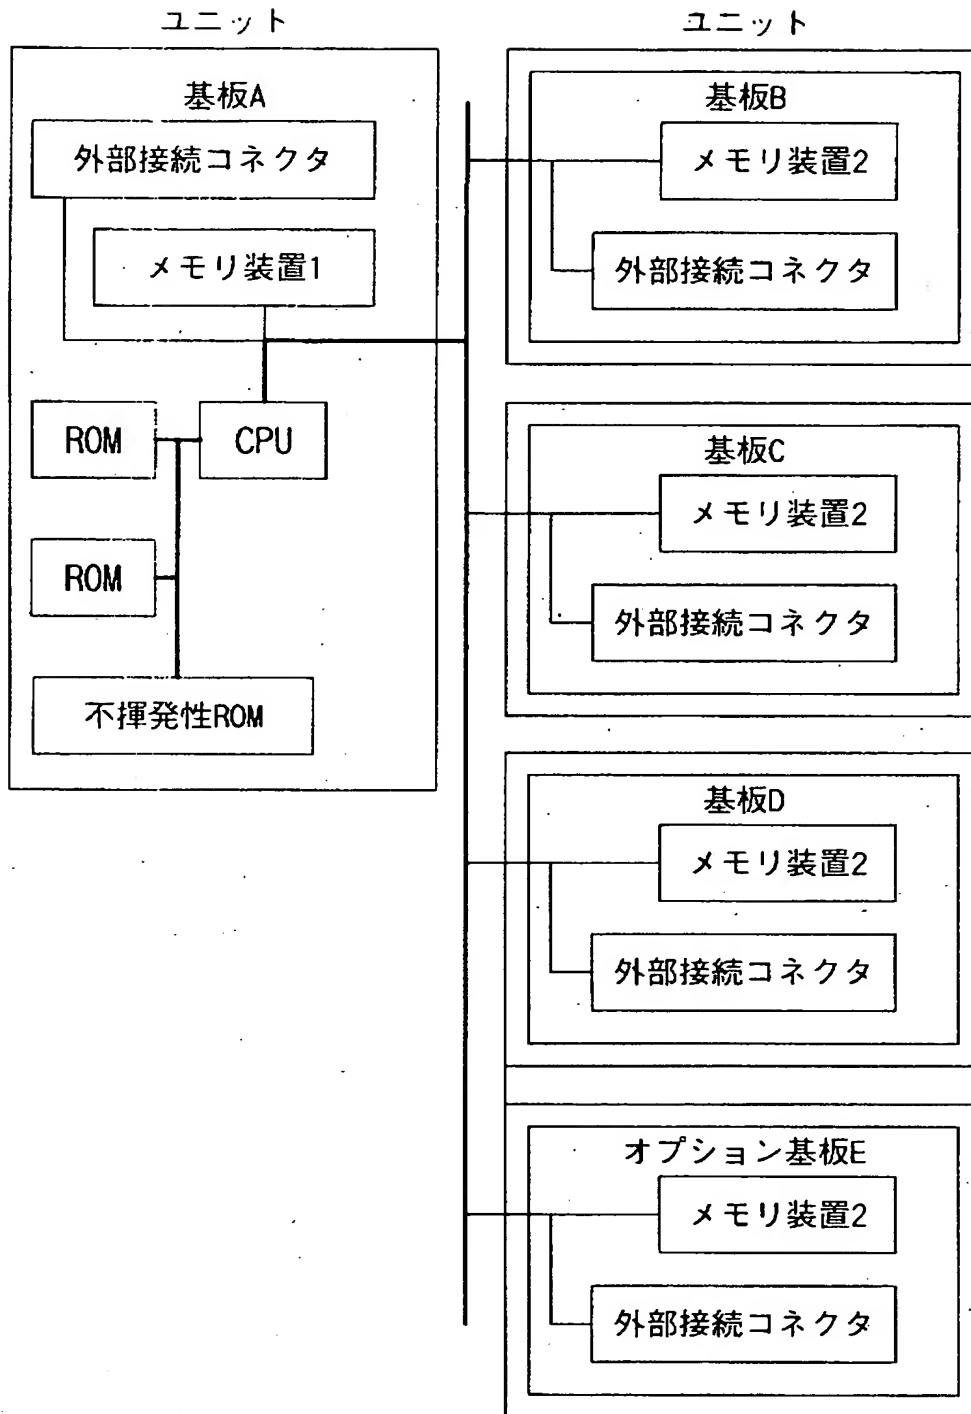 ユニット
基板A
外部接続コネクタ
メモリ装置1
ROM
CPU
ROM
不揮発性ROM
ユニット
基板B
メモリ装置2
外部接続コネクタ
基板C
メモリ装置2
外部接続コネクタ
基板D
メモリ装置2
外部接続コネクタ
オプション基板E
メモリ装置2
外部接続コネクタ